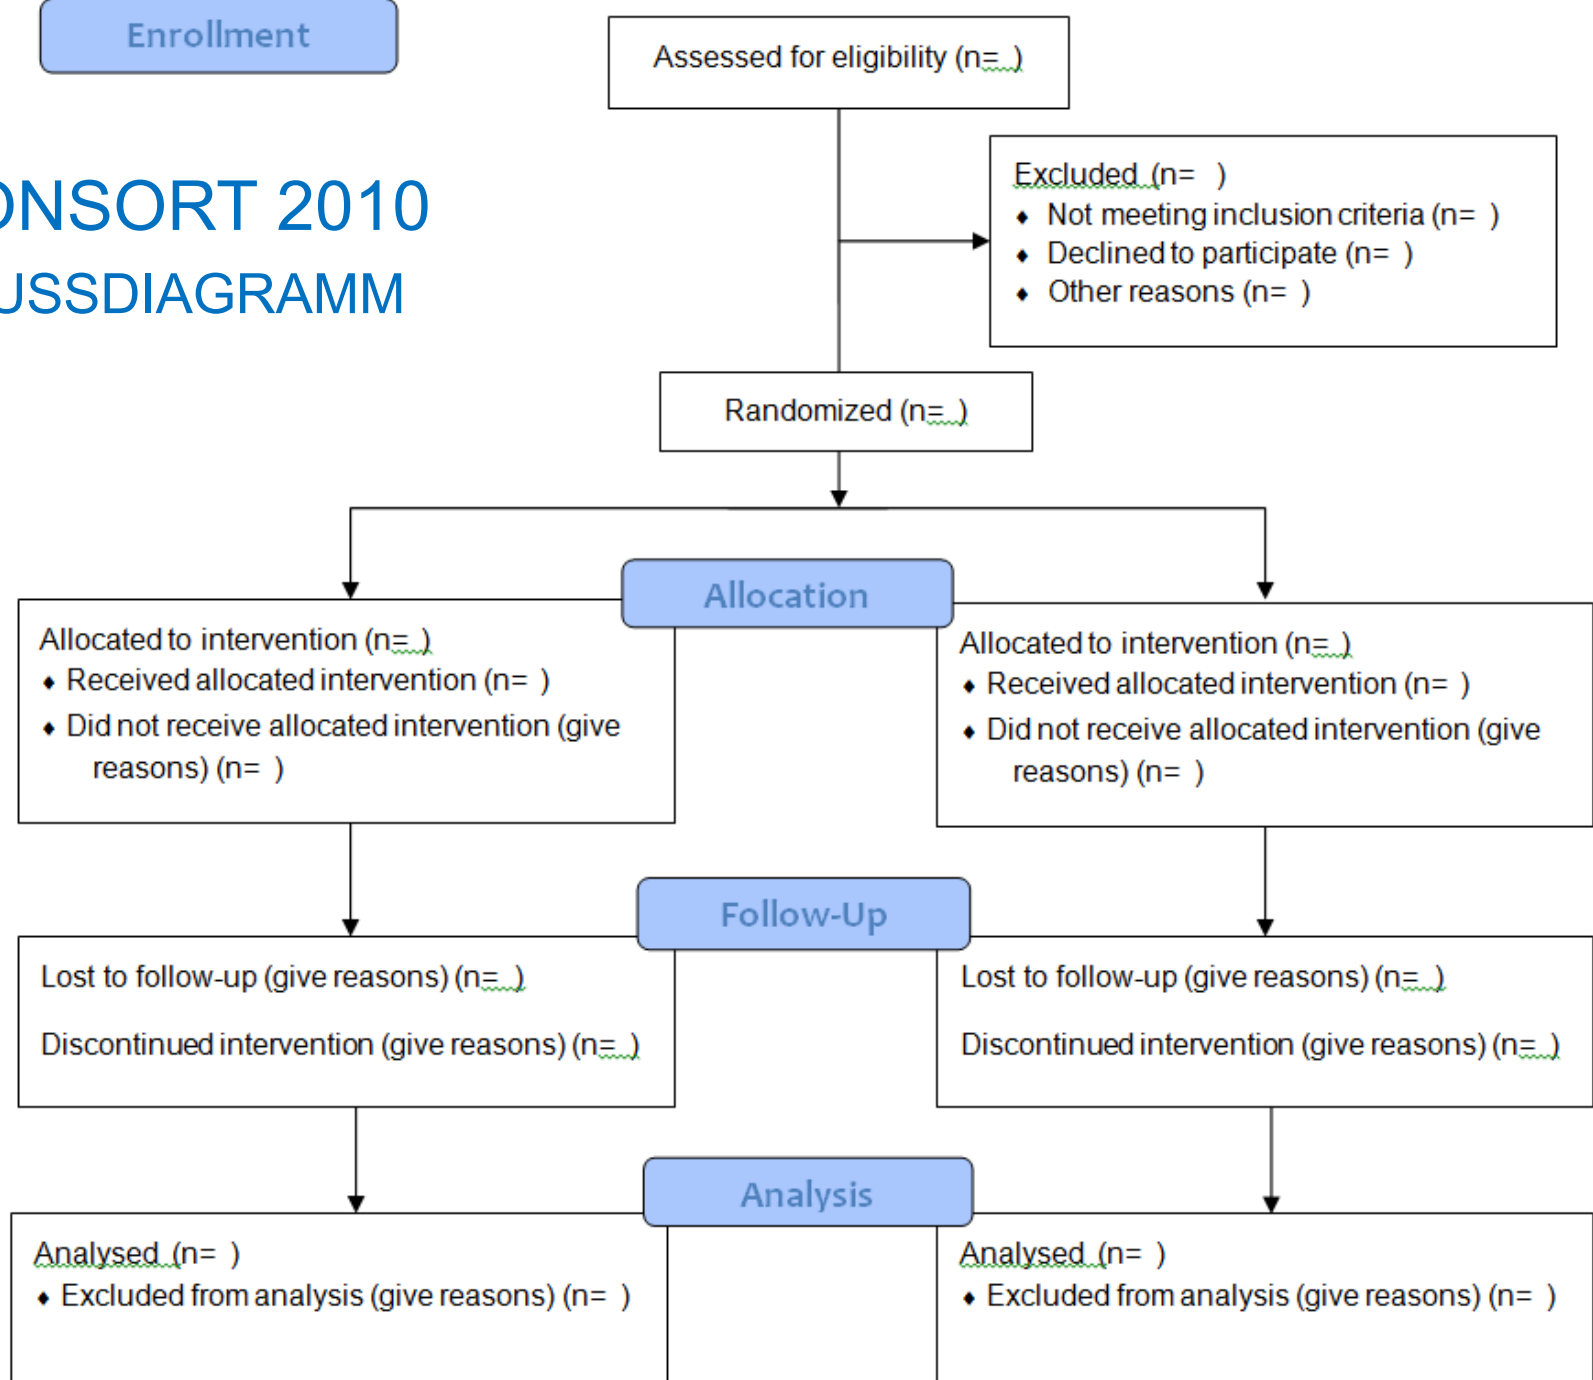 Enrollment
Assessed for eligibility (n= )
ONSORT 2010
USSDIAGRAMM
Excluded (n= )
♦ Not meeting inclusion criteria (n= )
♦ Declined to participate (n= )
♦ Other reasons (n= )
Randomized (n= )
Allocation
Allocated to intervention (n= )
♦ Received allocated intervention (n= )
♦ Did not receive allocated intervention (give
reasons) (n= )
Allocated to intervention (n= )
♦ Received allocated intervention (n= )
♦ Did not receive allocated intervention (give
reasons) (n= )
Follow-Up
Lost to follow-up (give reasons) (n= )
Discontinued intervention (give reasons) (n= )
Lost to follow-up (give reasons) (n= )
Discontinued intervention (give reasons) (n= )
Analysis
Analysed (n= )
♦ Excluded from analysis (give reasons) (n= )
Analysed (n= )
♦ Excluded from analysis (give reasons) (n= )